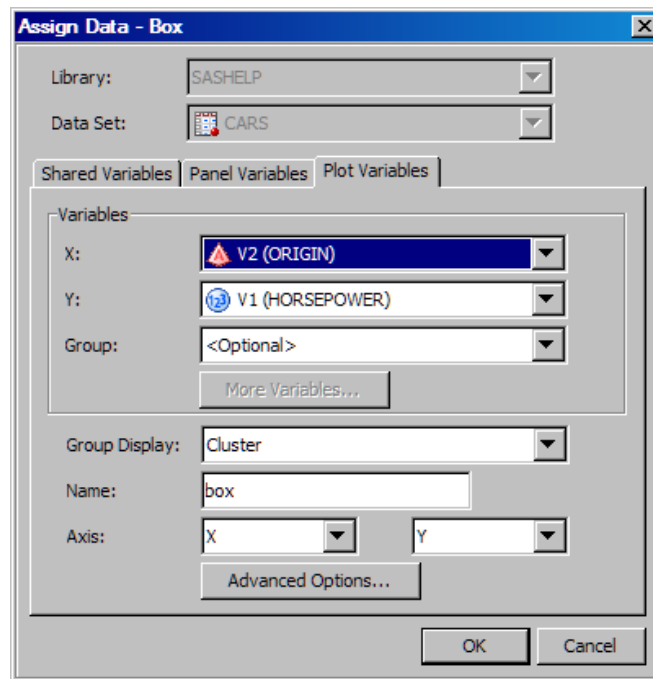 Assign Data - Box
Library: SASHELP
Data Set: CARS
Shared Variables Panel Variables Plot Variables
Variables
X: V2 (ORIGIN)
Y: 123 V1 (HORSEPOWER)
Group: <Optional>
More Variables...
Group Display: Cluster
Name: box
Axis: X Y
Advanced Options...
OK Cancel